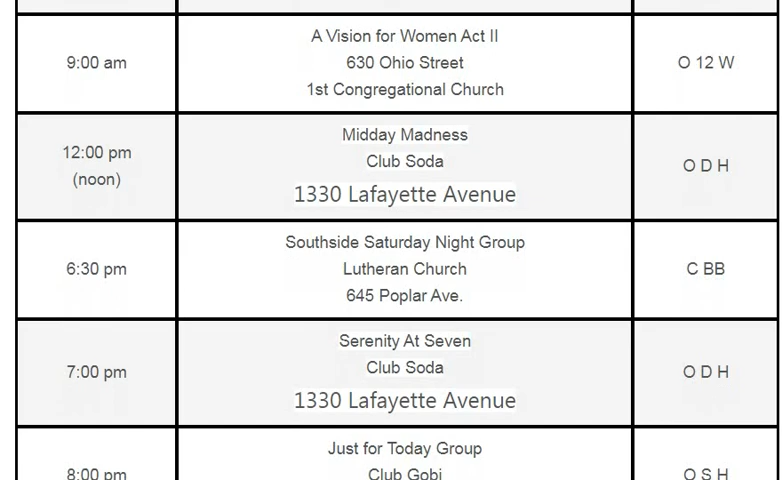 9:00 am
A Vision for Women Act II
630 Ohio Street
1st Congregational Church
O 12 W
12:00 pm
(noon)
Midday Madness
Club Soda
1330 Lafayette Avenue
O D H
6:30 pm
Southside Saturday Night Group
Lutheran Church
645 Poplar Ave.
C BB
7:00 pm
Serenity At Seven
Club Soda
1330 Lafayette Avenue
O D H
8:00 pm
Just for Today Group
Club Gobi
O S H